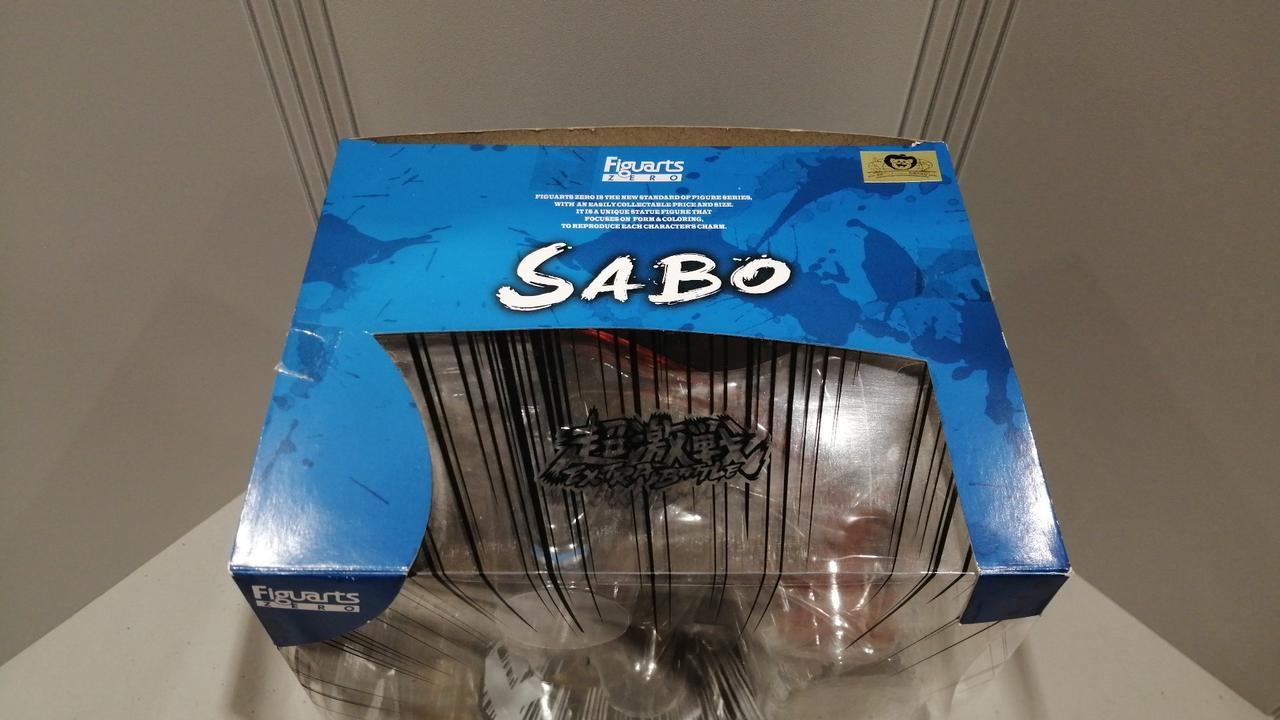 Figuarts
ZERO
FIGUARTS ZERO IS THE NEW STANDARD OF FIGURE SERIES,
WITH AN EASILY COLLECTABLE PRICE AND SIZE.
IT IS A UNIQUE STATUE FIGURE THAT
FOCUSES ON FORM & COLORING,
TO REPRODUCE EACH CHARACTER'S CHARM.
SABO
超激戦
EXTRA BATTLE
Figuarts
ZERO